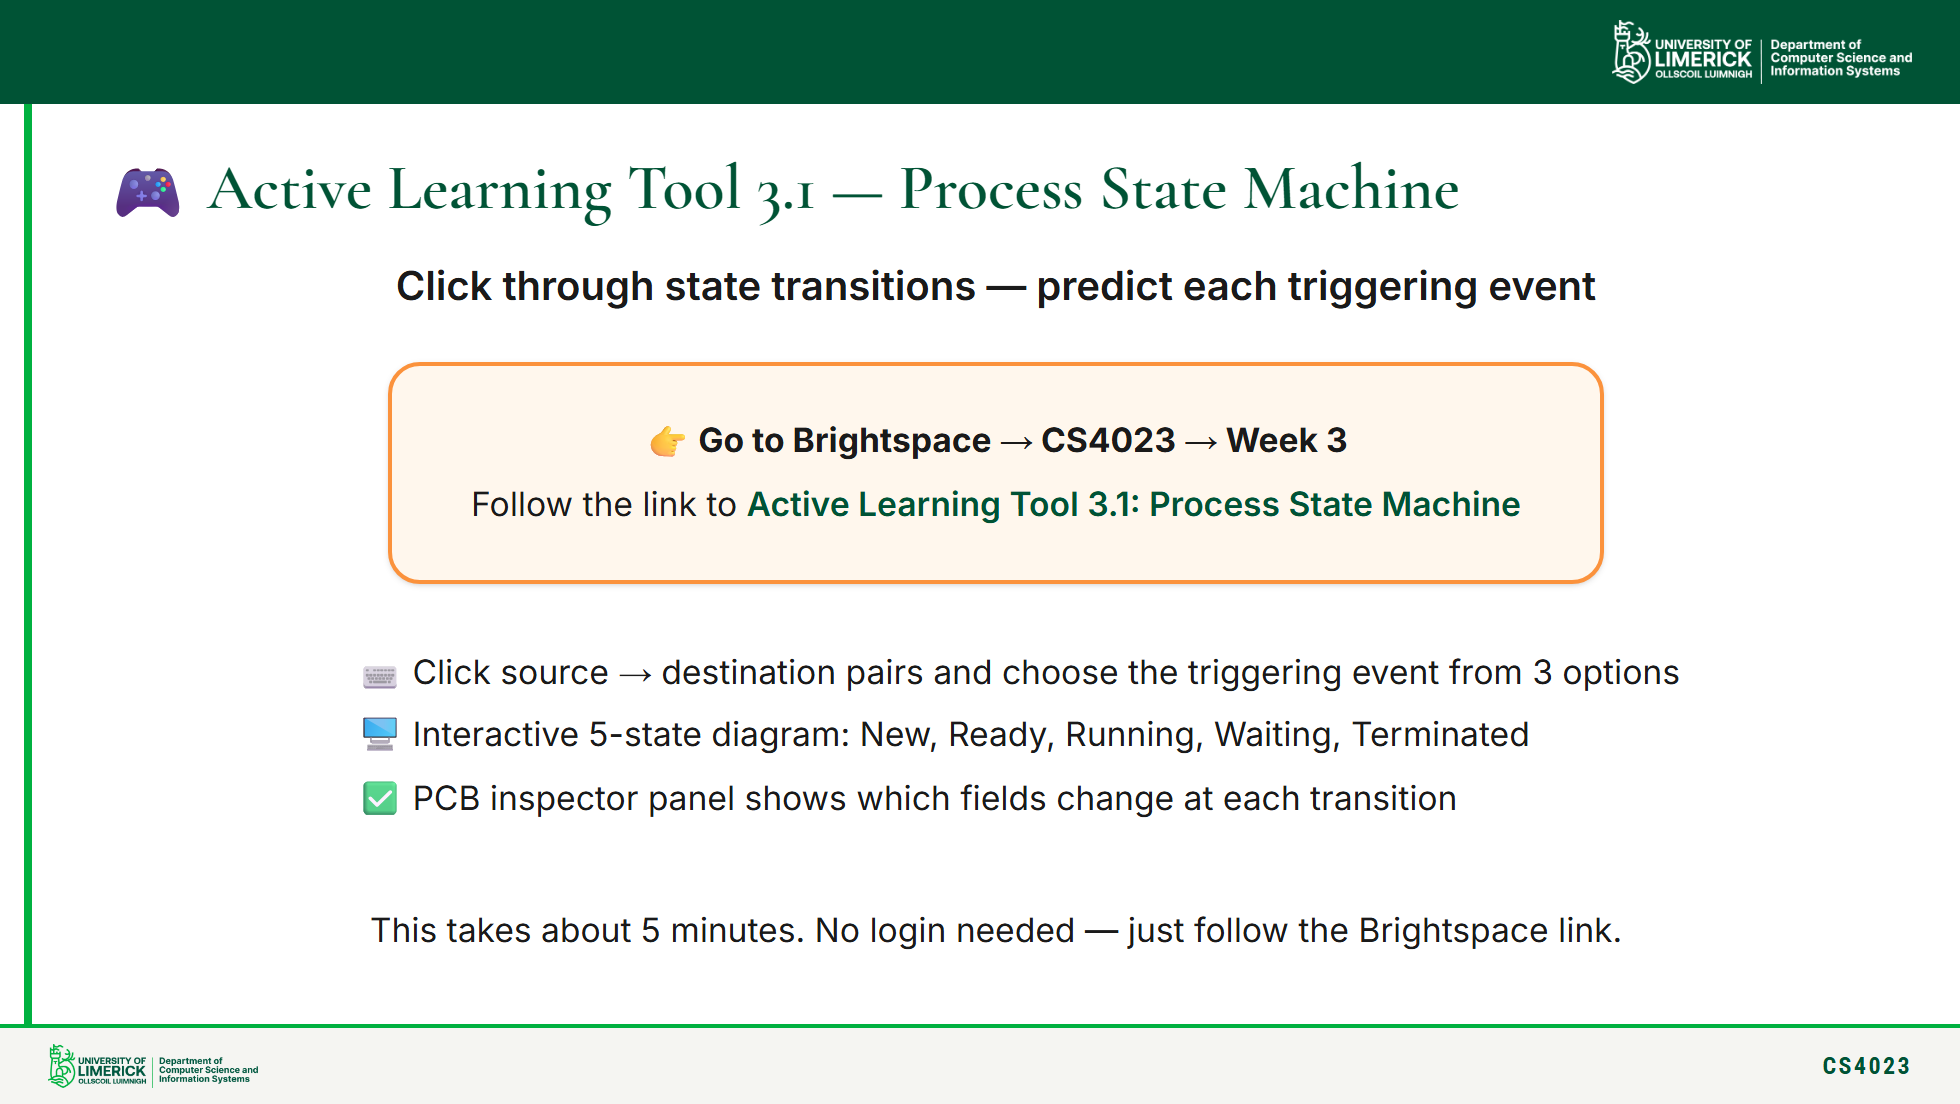 UNIVERSITY OF
LIMERICK
OLLSCOIL LUIMNIGH
Department of
Computer Science and
Information Systems
Active Learning Tool 3.1 — Process State Machine
Click through state transitions — predict each triggering event
Go to Brightspace → CS4023 → Week 3
Follow the link to Active Learning Tool 3.1: Process State Machine
Click source → destination pairs and choose the triggering event from 3 options
Interactive 5-state diagram: New, Ready, Running, Waiting, Terminated
PCB inspector panel shows which fields change at each transition
This takes about 5 minutes. No login needed — just follow the Brightspace link.
UNIVERSITY OF
LIMERICK
OLLSCOIL LUIMNIGH
Department of
Computer Science and
Information Systems
CS4023